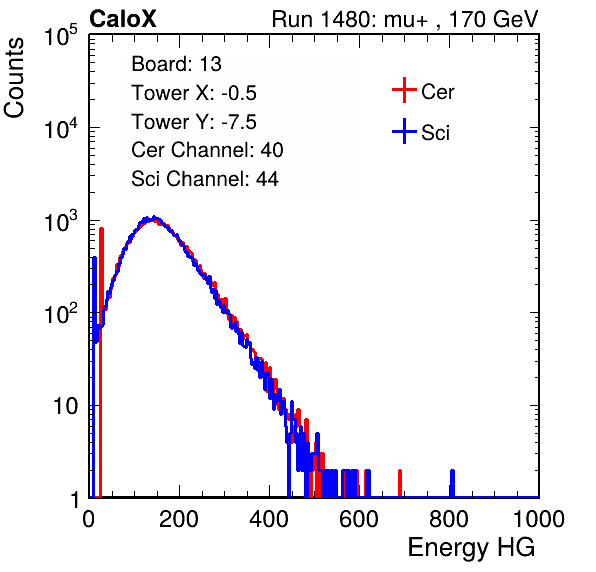 CaloX Run 1480: mu+ , 170 GeV
Counts
10^5
10^4
10^3
10^2
10
1
Board: 13
Tower X: -0.5
Tower Y: -7.5
Cer Channel: 40
Sci Channel: 44
Cer
Sci
0 200 400 600 800 1000
Energy HG